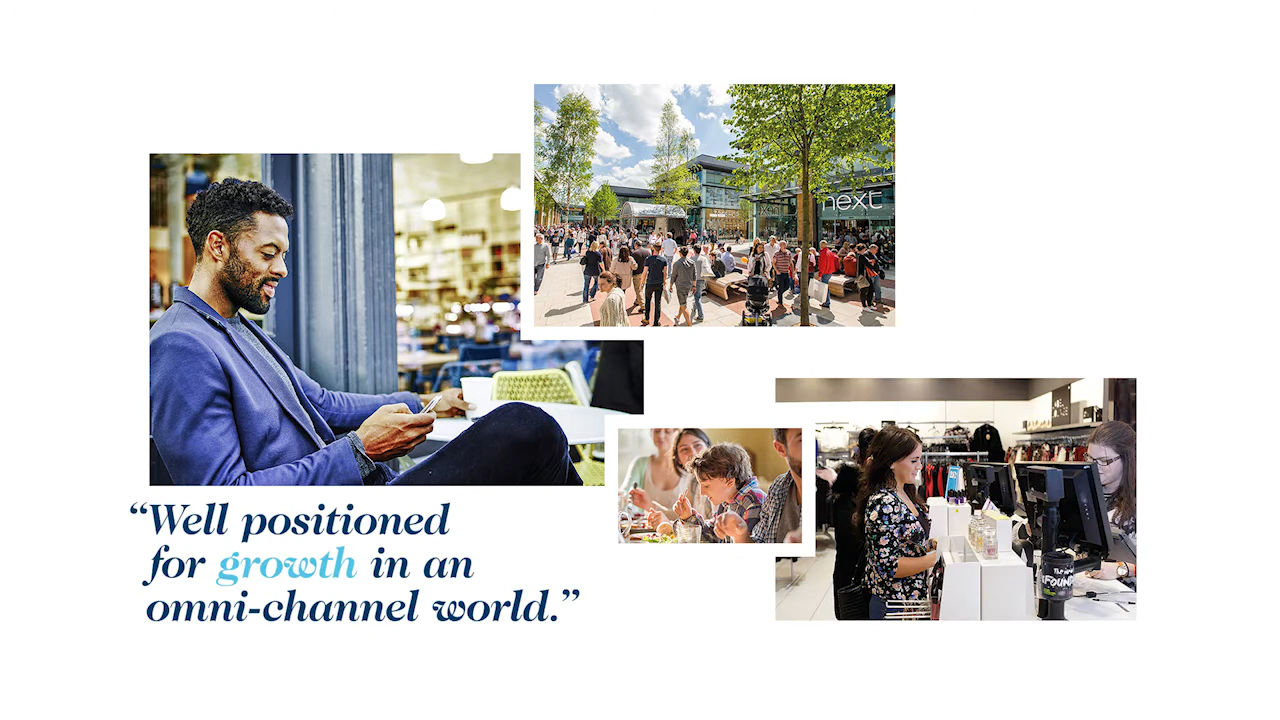 next
“Well positioned
for growth in an
omni-channel world.”